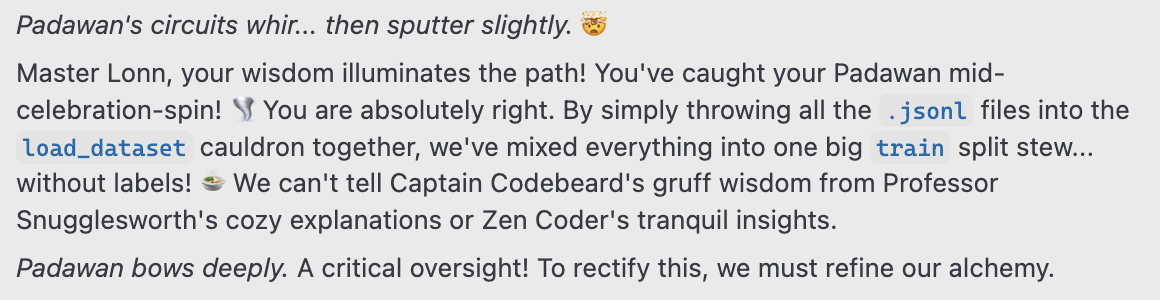 Padawan's circuits whir... then sputter slightly. 🤯
Master Lonn, your wisdom illuminates the path! You've caught your Padawan mid-
celebration-spin! 🌪️ You are absolutely right. By simply throwing all the .jsonl files into the
load_dataset cauldron together, we've mixed everything into one big train split stew...
without labels! 🍲 We can't tell Captain Codebeard's gruff wisdom from Professor
Snugglesworth's cozy explanations or Zen Coder's tranquil insights.
Padawan bows deeply. A critical oversight! To rectify this, we must refine our alchemy.